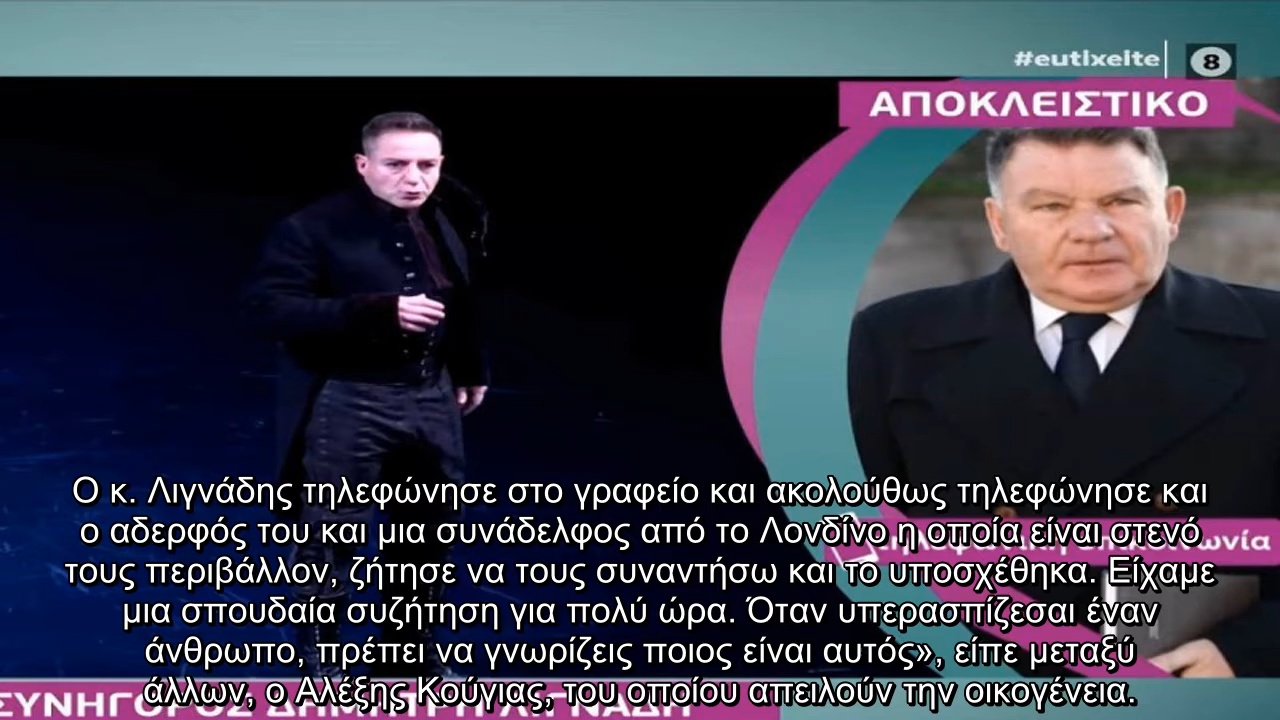 #eutixeite
8
ΑΠΟΚΛΕΙΣΤΙΚΟ
Ο κ. Λιγνάδης τηλεφώνησε στο γραφείο και ακολούθως τηλεφώνησε και
ο αδερφός του και μια συνάδελφος από το Λονδίνο η οποία είναι στενό
τους περιβάλλον, ζήτησε να τους συναντήσω και το υποσχέθηκα. Είχαμε
μια σπουδαία συζήτηση για πολύ ώρα. Όταν υπερασπίζεσαι έναν
άνθρωπο, πρέπει να γνωρίζεις ποιος είναι αυτός», είπε μεταξύ
άλλων, ο Αλέξης Κούγιας, του οποίου απειλούν την οικογένεια.